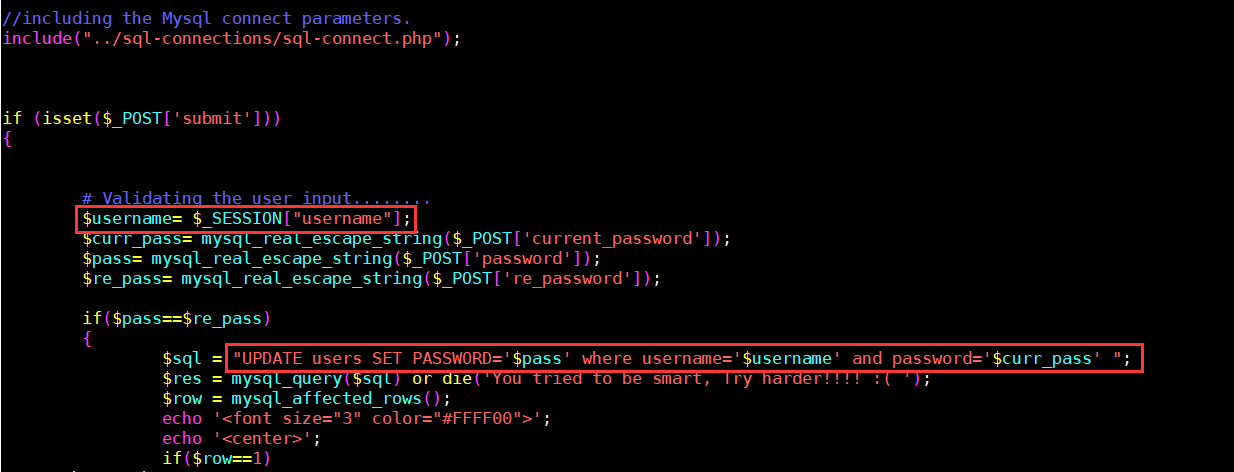 //including the Mysql connect parameters.
include("../sql-connections/sql-connect.php");
if (isset($_POST['submit']))
{
# Validating the user input........
$username= $_SESSION["username"];
$curr_pass= mysql_real_escape_string($_POST['current_password']);
$pass= mysql_real_escape_string($_POST['password']);
$re_pass= mysql_real_escape_string($_POST['re_password']);
if($pass==$re_pass)
{
$sql = "UPDATE users SET PASSWORD='$pass' where username='$username' and password='$curr_pass' ";
$res = mysql_query($sql) or die('You tried to be smart, Try harder!!!! :( ');
$row = mysql_affected_rows();
echo '<font size="3" color="#FFFF00">';
echo '<center>';
if($row==1)